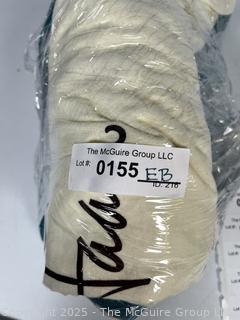 The McGuire Group LLC
Lot #: 0155 EB
ID: 216
Copyright 2025 - The McGuire Group LLC